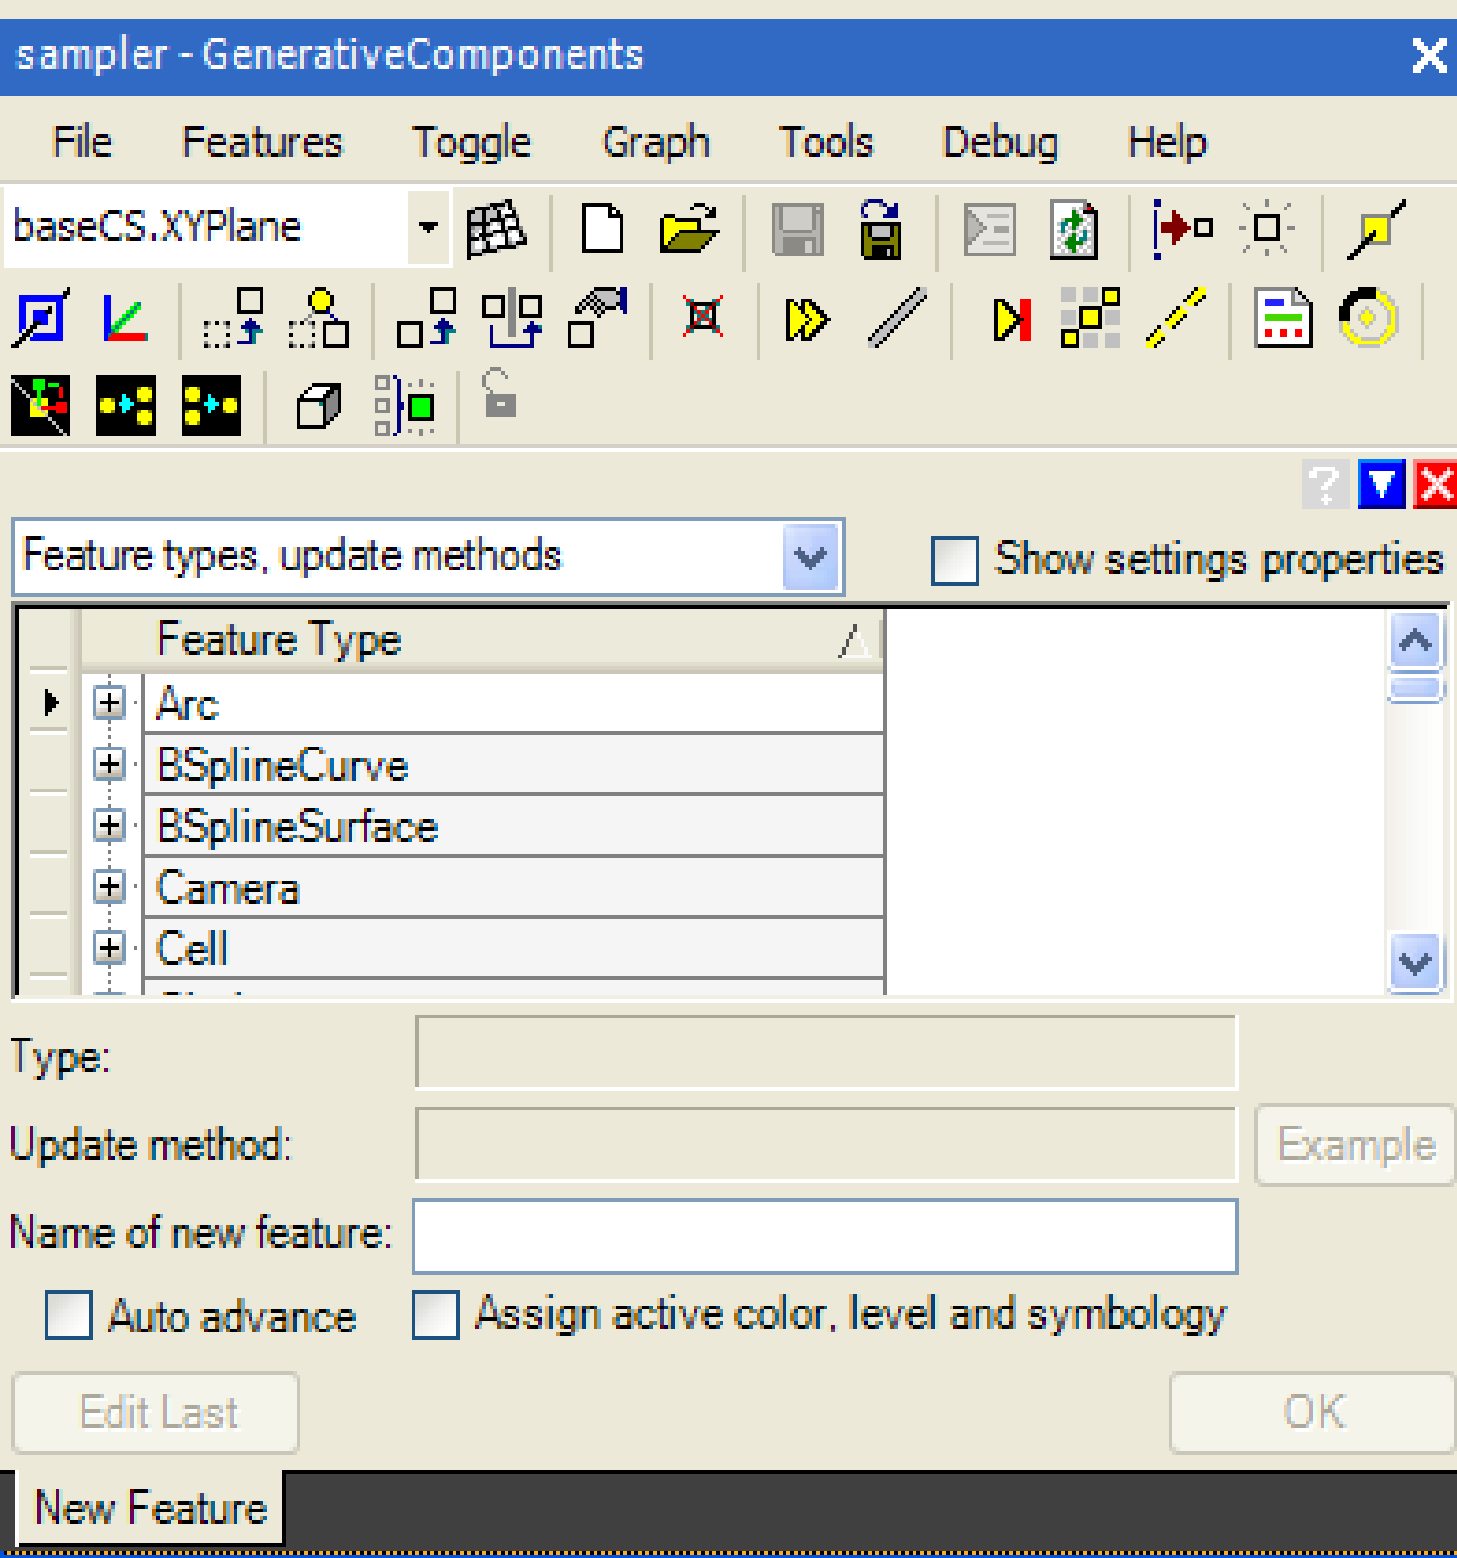 sampler - GenerativeComponents
File Features Toggle Graph Tools Debug Help
baseCS.XYPlane
Feature types, update methods Show settings properties
Feature Type
Arc
BSplineCurve
BSplineSurface
Camera
Cell
Type:
Update method: Example
Name of new feature:
Auto advance Assign active color, level and symbology
Edit Last OK
New Feature